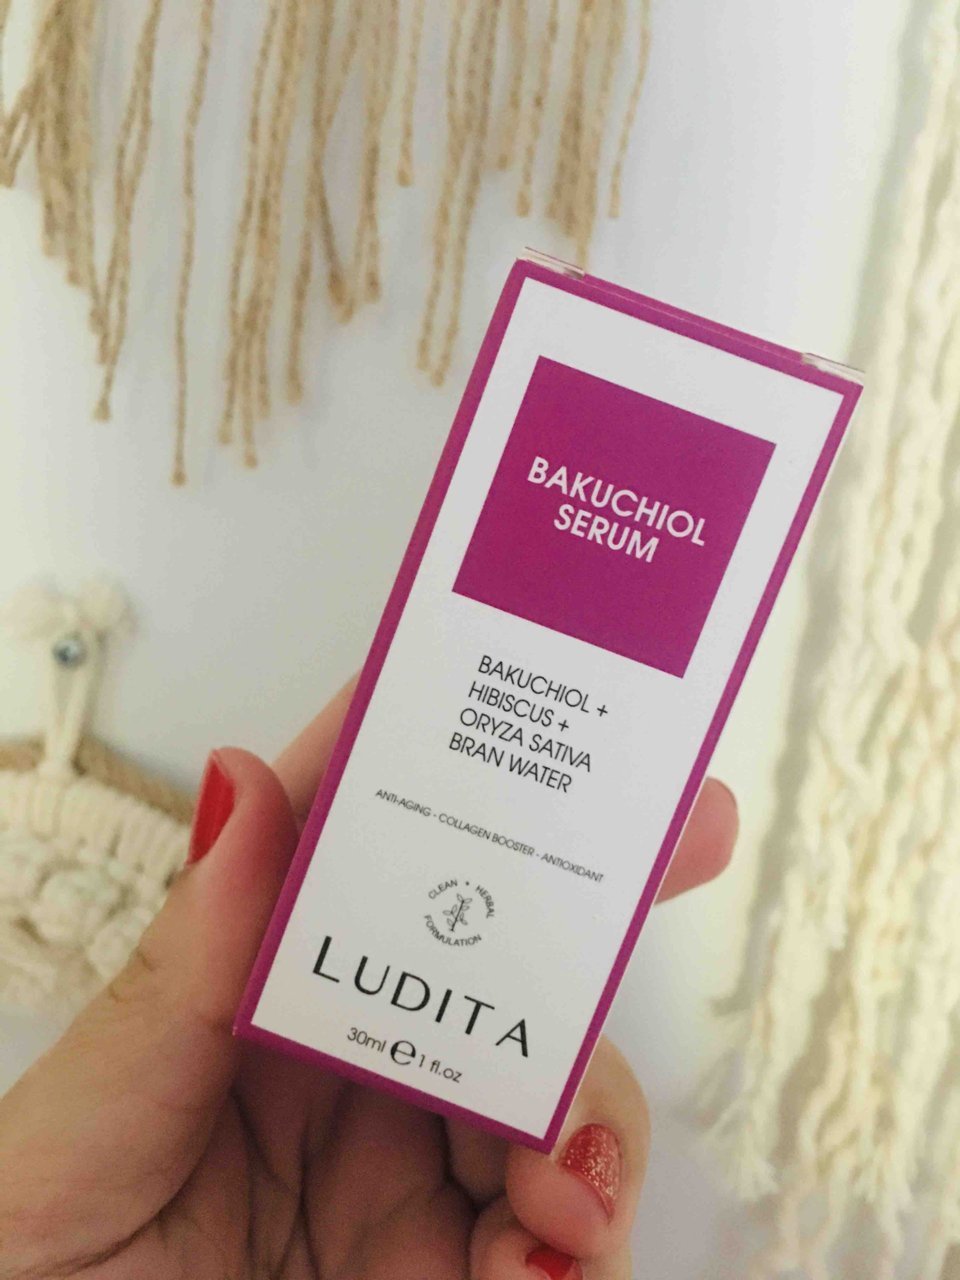 BAKUCHIOL
SERUM
BAKUCHIOL +
HIBISCUS +
ORYZA SATIVA
BRAN WATER
ANTI-AGING - COLLAGEN BOOSTER - ANTIOXIDANT
CLEAN + HERBAL
FORMULATION
LUDITA
30ml ℮ 1 fl.oz